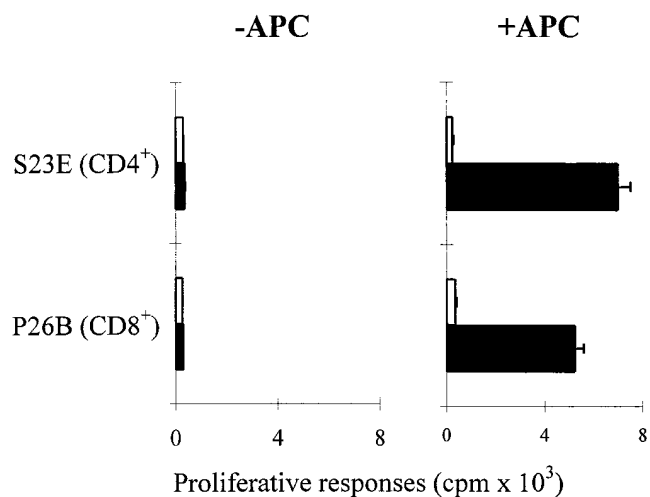 -APC +APC
S23E (CD4⁺)
P26B (CD8⁺)
0 4 8 0 4 8
Proliferative responses (cpm x 10³)